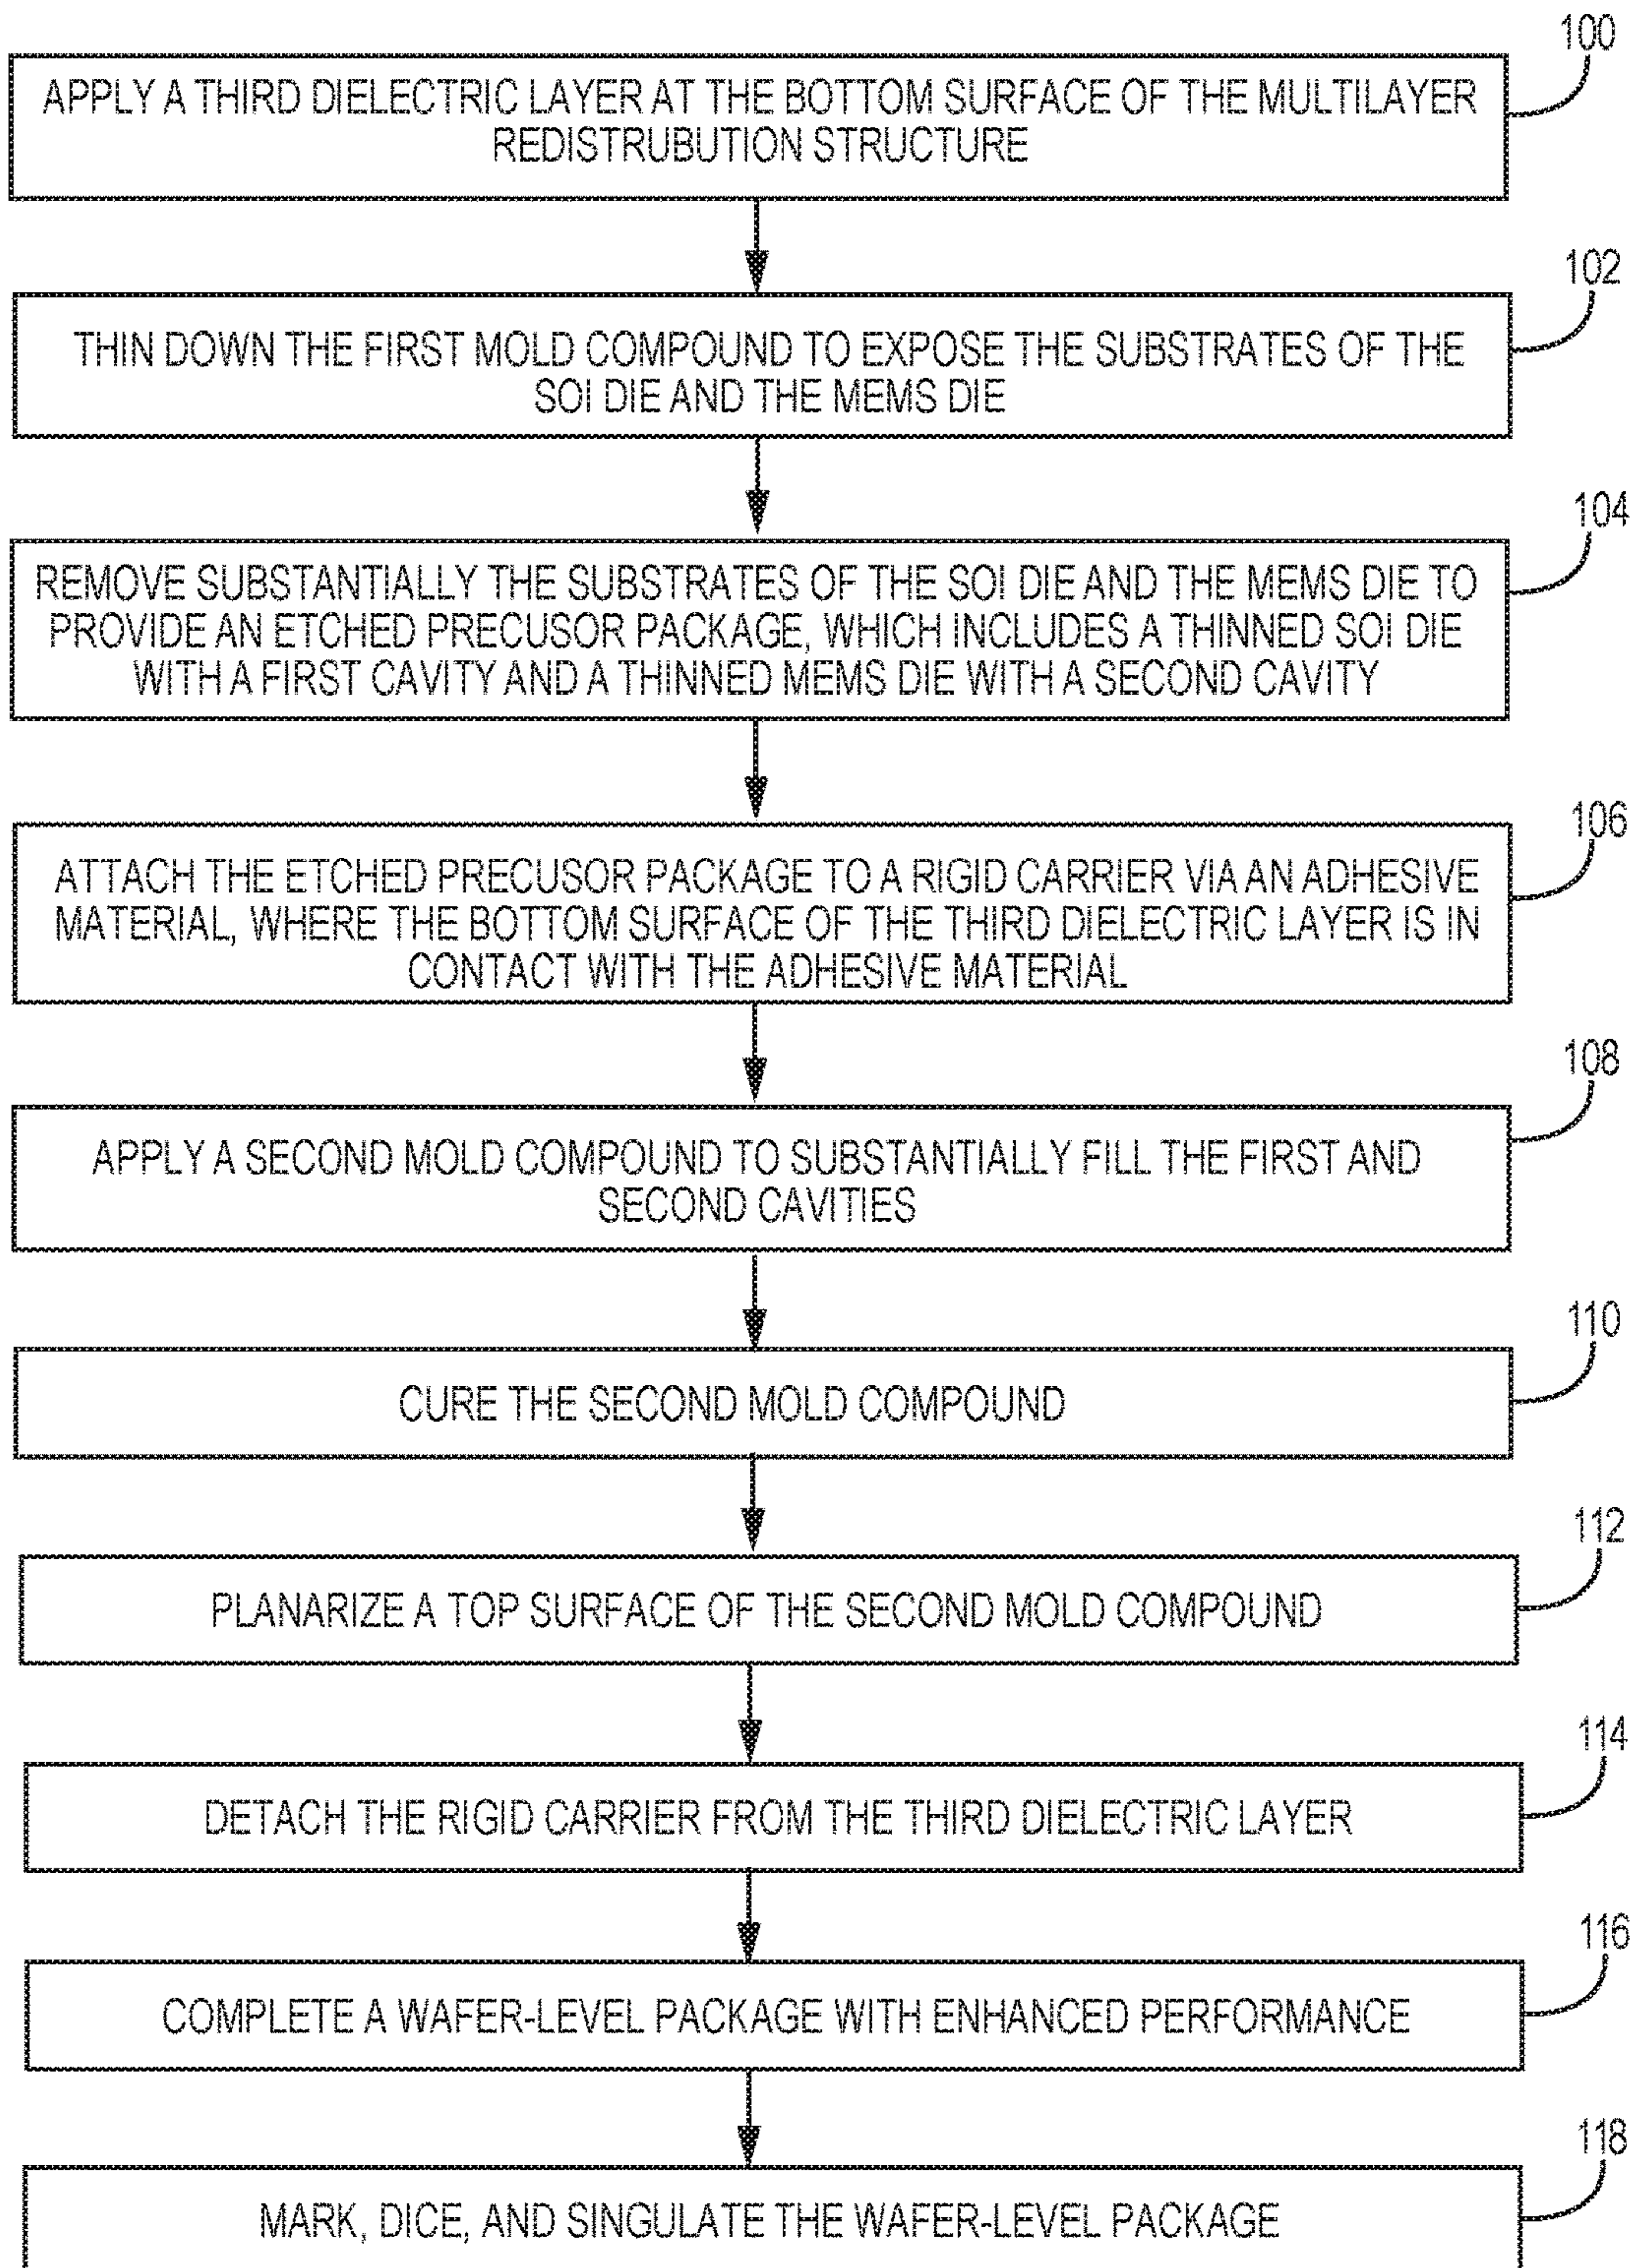 100
APPLY A THIRD DIELECTRIC LAYER AT THE BOTTOM SURFACE OF THE MULTILAYER
REDISTRUBUTION STRUCTURE
102
THIN DOWN THE FIRST MOLD COMPOUND TO EXPOSE THE SUBSTRATES OF THE
SOI DIE AND THE MEMS DIE
104
REMOVE SUBSTANTIALLY THE SUBSTRATES OF THE SOI DIE AND THE MEMS DIE TO
PROVIDE AN ETCHED PRECUSOR PACKAGE, WHICH INCLUDES A THINNED SOI DIE
WITH A FIRST CAVITY AND A THINNED MEMS DIE WITH A SECOND CAVITY
106
ATTACH THE ETCHED PRECUSOR PACKAGE TO A RIGID CARRIER VIA AN ADHESIVE
MATERIAL, WHERE THE BOTTOM SURFACE OF THE THIRD DIELECTRIC LAYER IS IN
CONTACT WITH THE ADHESIVE MATERIAL
108
APPLY A SECOND MOLD COMPOUND TO SUBSTANTIALLY FILL THE FIRST AND
SECOND CAVITIES
110
CURE THE SECOND MOLD COMPOUND
112
PLANARIZE A TOP SURFACE OF THE SECOND MOLD COMPOUND
114
DETACH THE RIGID CARRIER FROM THE THIRD DIELECTRIC LAYER
116
COMPLETE A WAFER-LEVEL PACKAGE WITH ENHANCED PERFORMANCE
118
MARK, DICE, AND SINGULATE THE WAFER-LEVEL PACKAGE